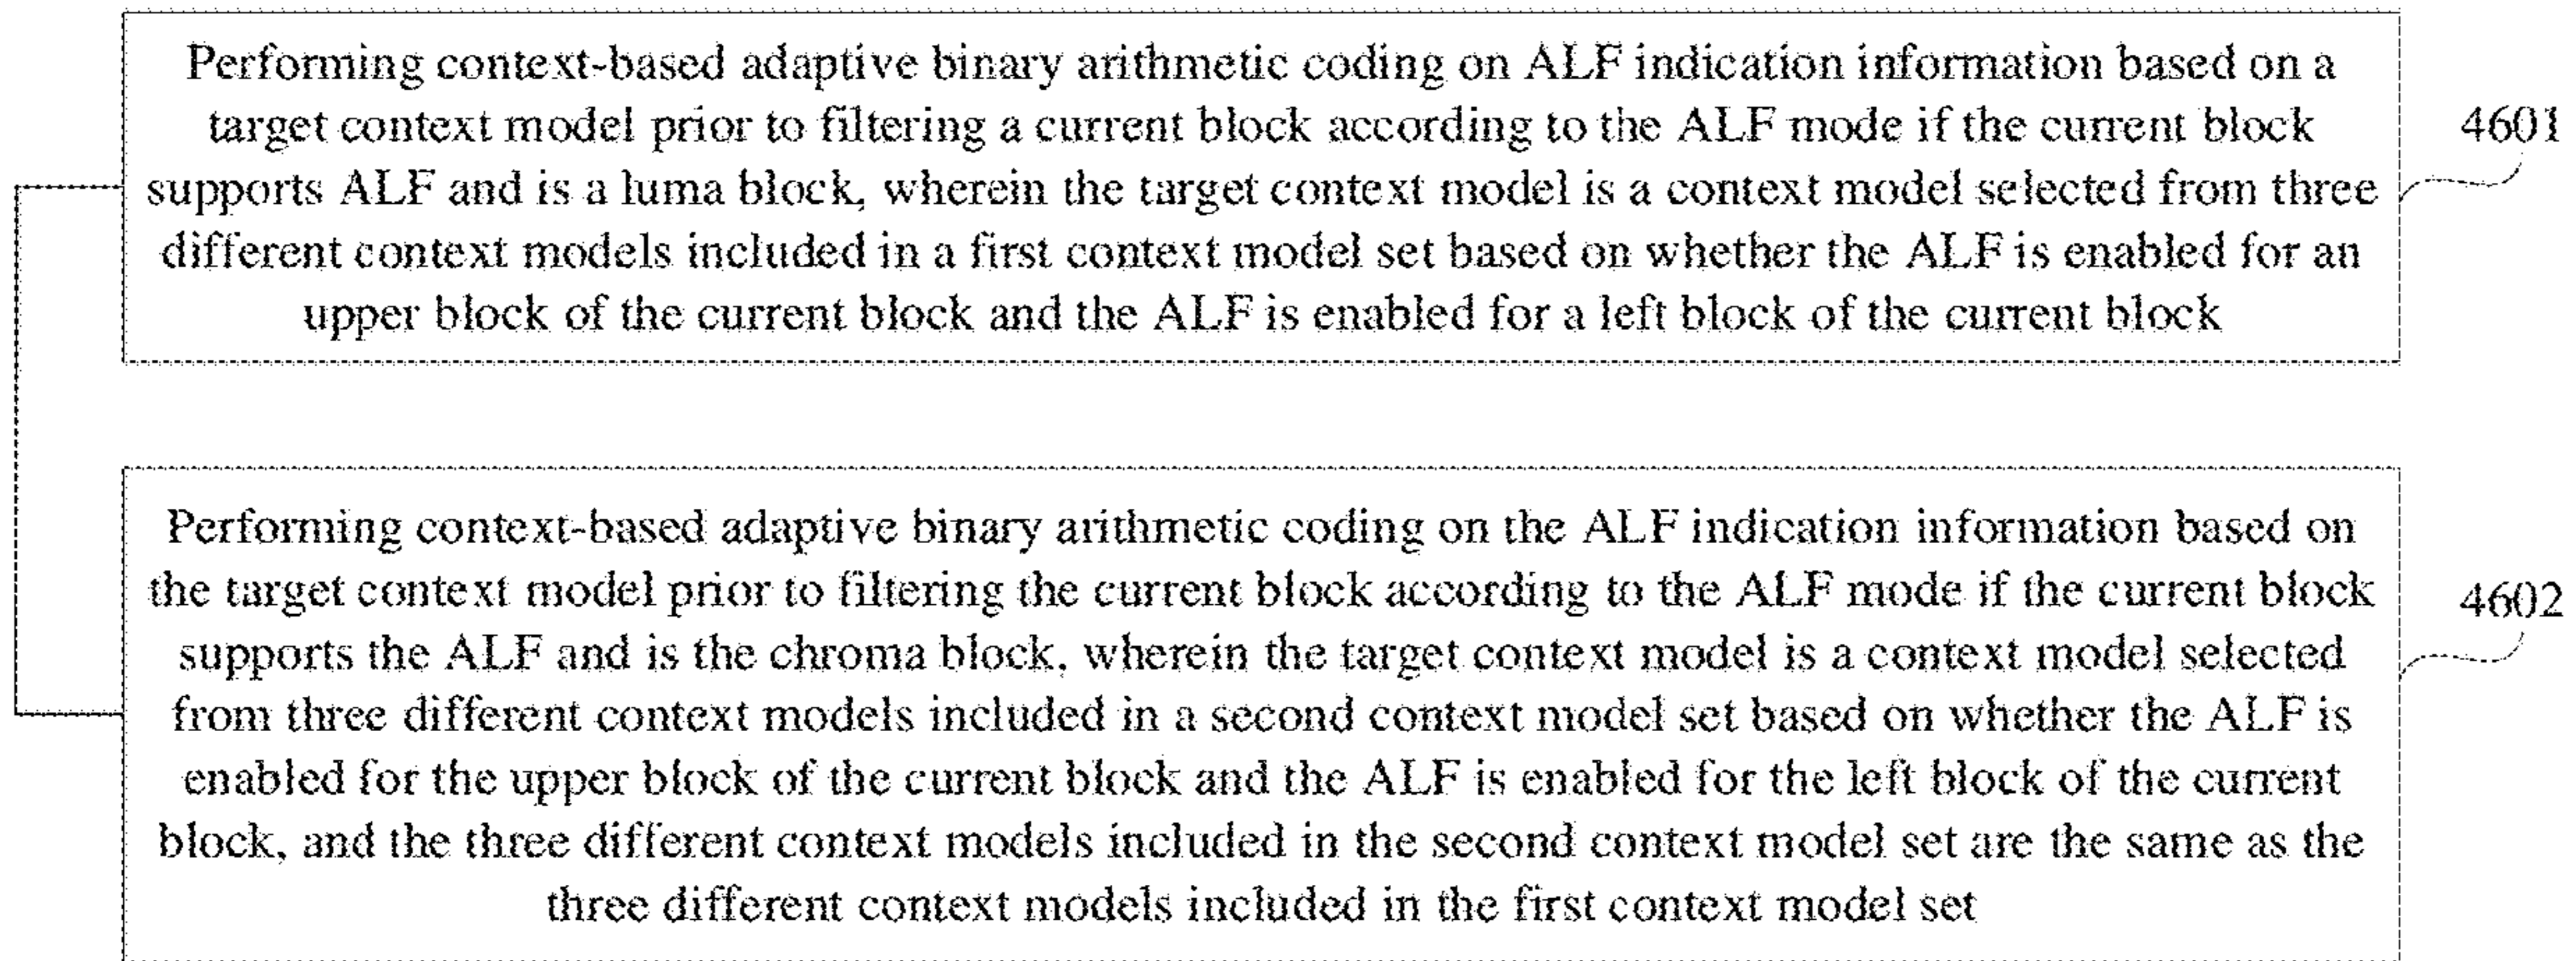 Performing context-based adaptive binary arithmetic coding on ALF indication information based on a
target context model prior to filtering a current block according to the ALF mode if the current block
supports ALF and is a luma block, wherein the target context model is a context model selected from three
different context models included in a first context model set based on whether the ALF is enabled for an
upper block of the current block and the ALF is enabled for a left block of the current block
4601
Performing context-based adaptive binary arithmetic coding on the ALF indication information based on
the target context model prior to filtering the current block according to the ALF mode if the current block
supports the ALF and is the chroma block, wherein the target context model is a context model selected
from three different context models included in a second context model set based on whether the ALF is
enabled for the upper block of the current block and the ALF is enabled for the left block of the current
block, and the three different context models included in the second context model set are the same as the
three different context models included in the first context model set
4602